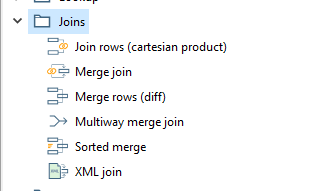 Joins
Join rows (cartesian product)
Merge join
Merge rows (diff)
Multiway merge join
Sorted merge
XML join